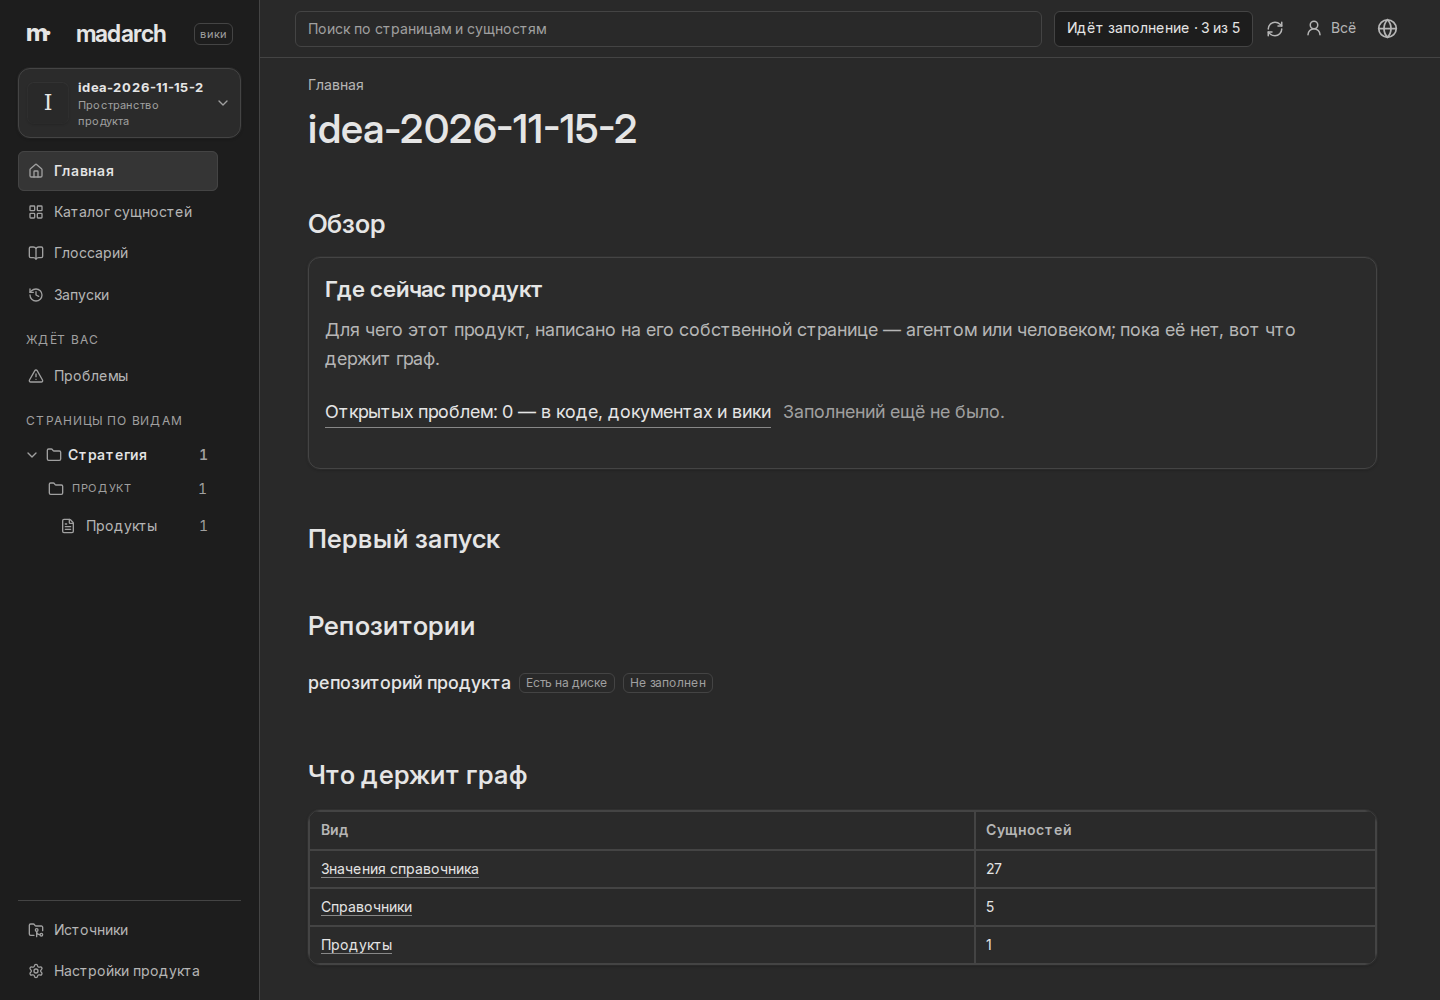 madarch
вики
I
idea-2026-11-15-2
Пространство
продукта
Главная
Каталог сущностей
Глоссарий
Запуски
ЖДЁТ ВАС
Проблемы
СТРАНИЦЫ ПО ВИДАМ
Стратегия 1
ПРОДУКТ 1
Продукты 1
Источники
Настройки продукта
Поиск по страницам и сущностям
Идёт заполнение · 3 из 5
Всё
Главная
idea-2026-11-15-2
Обзор
Где сейчас продукт
Для чего этот продукт, написано на его собственной странице — агентом или человеком; пока её нет, вот что
держит граф.
Открытых проблем: 0 — в коде, документах и вики Заполнений ещё не было.
Первый запуск
Репозитории
репозиторий продукта Есть на диске Не заполнен
Что держит граф
Вид Сущностей
Значения справочника 27
Справочники 5
Продукты 1